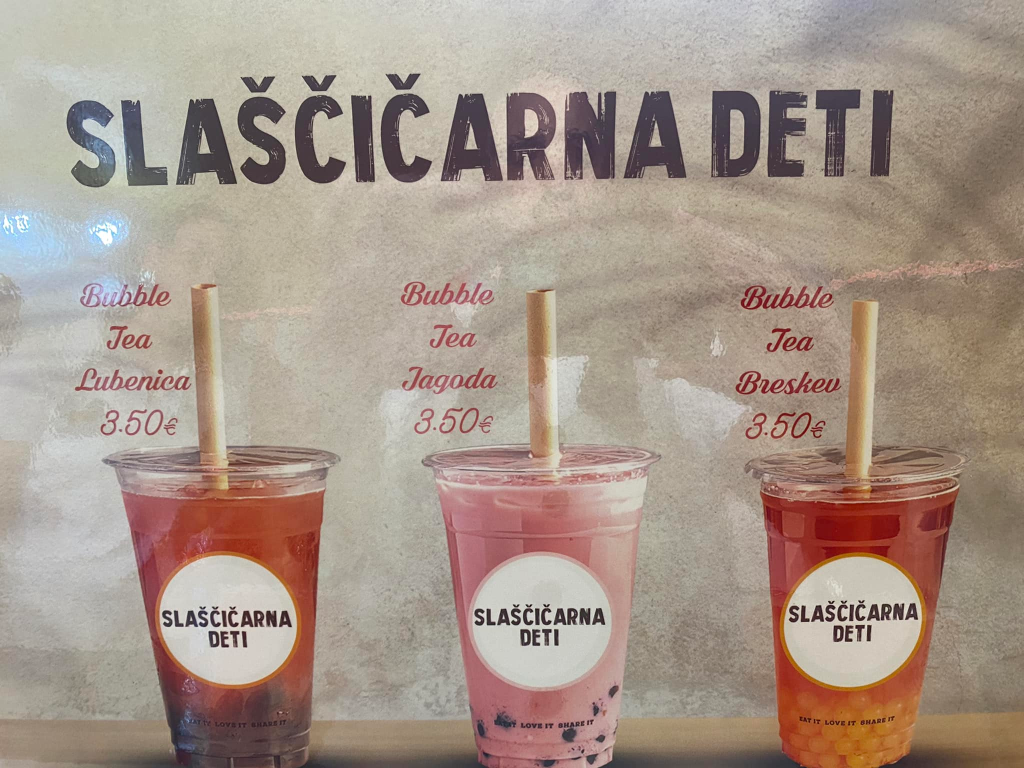 SLAŠČIČARNA DETI
Bubble
Tea
Lubenica
3.50€
Bubble
Tea
Jagoda
3.50€
Bubble
Tea
Breskev
3.50€
SLAŠČIČARNA
DETI
EAT IT LOVE IT SHARE IT
SLAŠČIČARNA
DETI
EAT IT LOVE IT SHARE IT
SLAŠČIČARNA
DETI
EAT IT LOVE IT SHARE IT